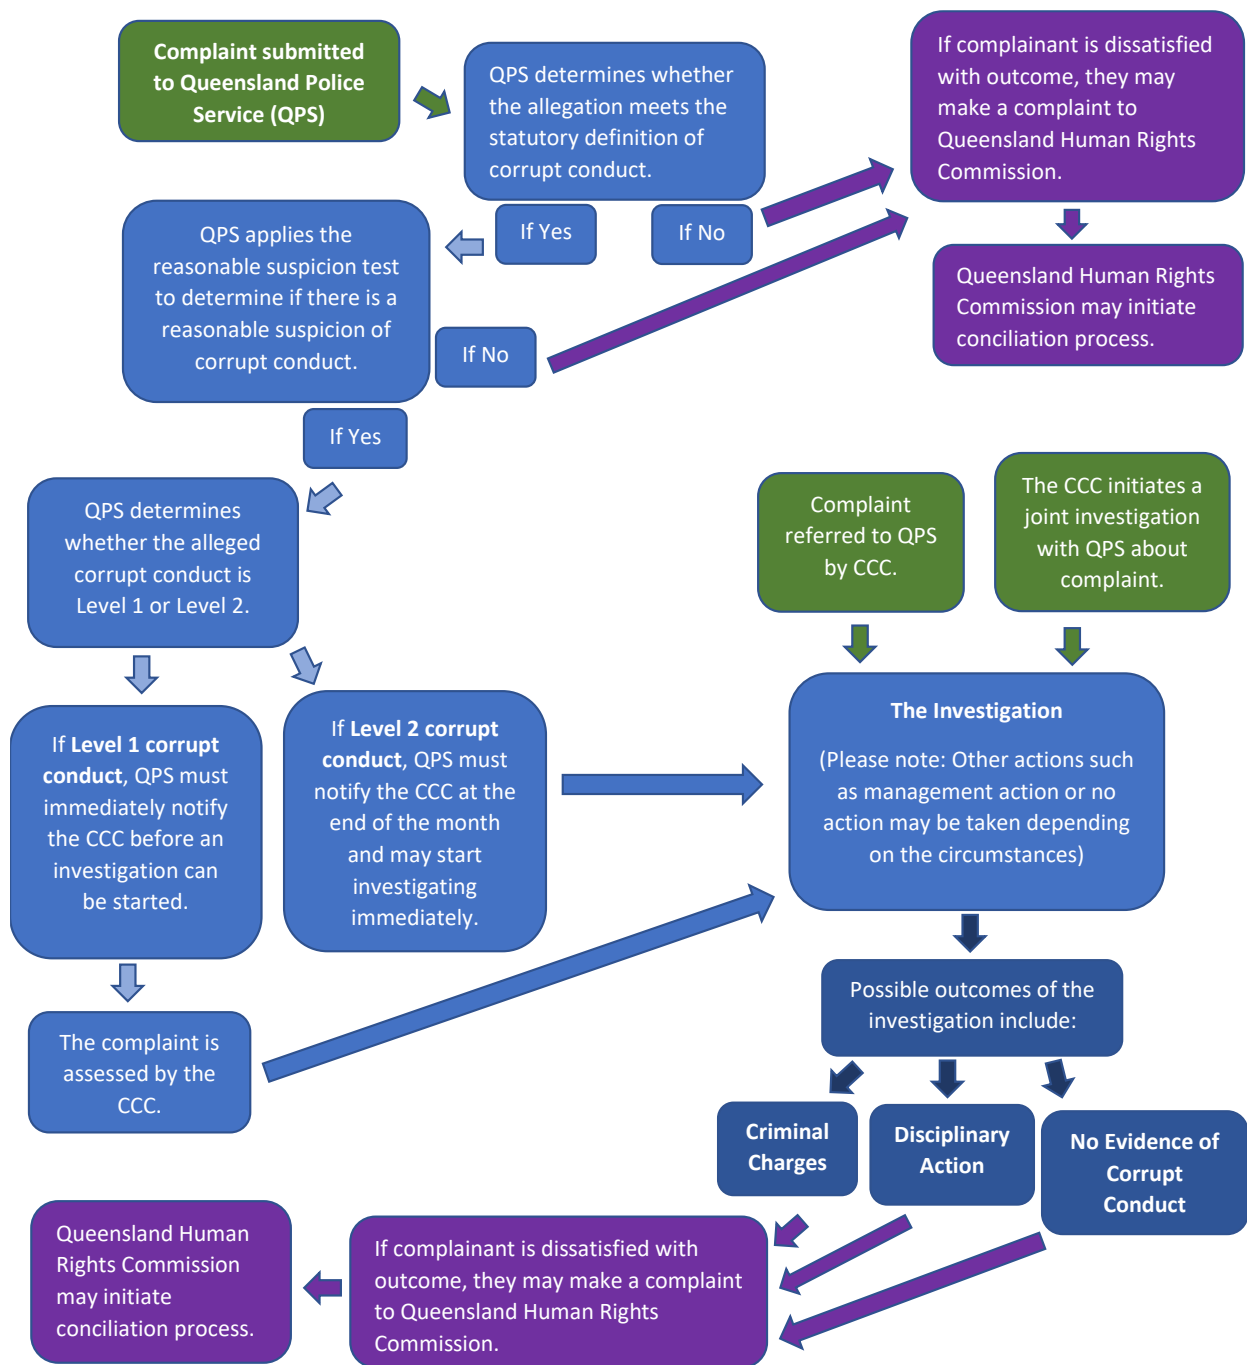 Complaint submitted
to Queensland Police
Service (QPS)
QPS determines whether
the allegation meets the
statutory definition of
corrupt conduct.
If complainant is dissatisfied
with outcome, they may
make a complaint to
Queensland Human Rights
Commission.
If Yes
If No
QPS applies the
reasonable suspicion test
to determine if there is a
reasonable suspicion of
corrupt conduct.
If No
Queensland Human Rights
Commission may initiate
conciliation process.
If Yes
QPS determines
whether the alleged
corrupt conduct is
Level 1 or Level 2.
Complaint
referred to QPS
by CCC.
The CCC initiates a
joint investigation
with QPS about
complaint.
If Level 1 corrupt
conduct, QPS must
immediately notify
the CCC before an
investigation can
be started.
If Level 2 corrupt
conduct, QPS must
notify the CCC at the
end of the month
and may start
investigating
immediately.
The Investigation
(Please note: Other actions such
as management action or no
action may be taken depending
on the circumstances)
The complaint is
assessed by the
CCC.
Possible outcomes of the
investigation include:
Criminal
Charges
Disciplinary
Action
No Evidence of
Corrupt
Conduct
Queensland Human
Rights Commission
may initiate
conciliation process.
If complainant is dissatisfied with
outcome, they may make a complaint
to Queensland Human Rights
Commission.